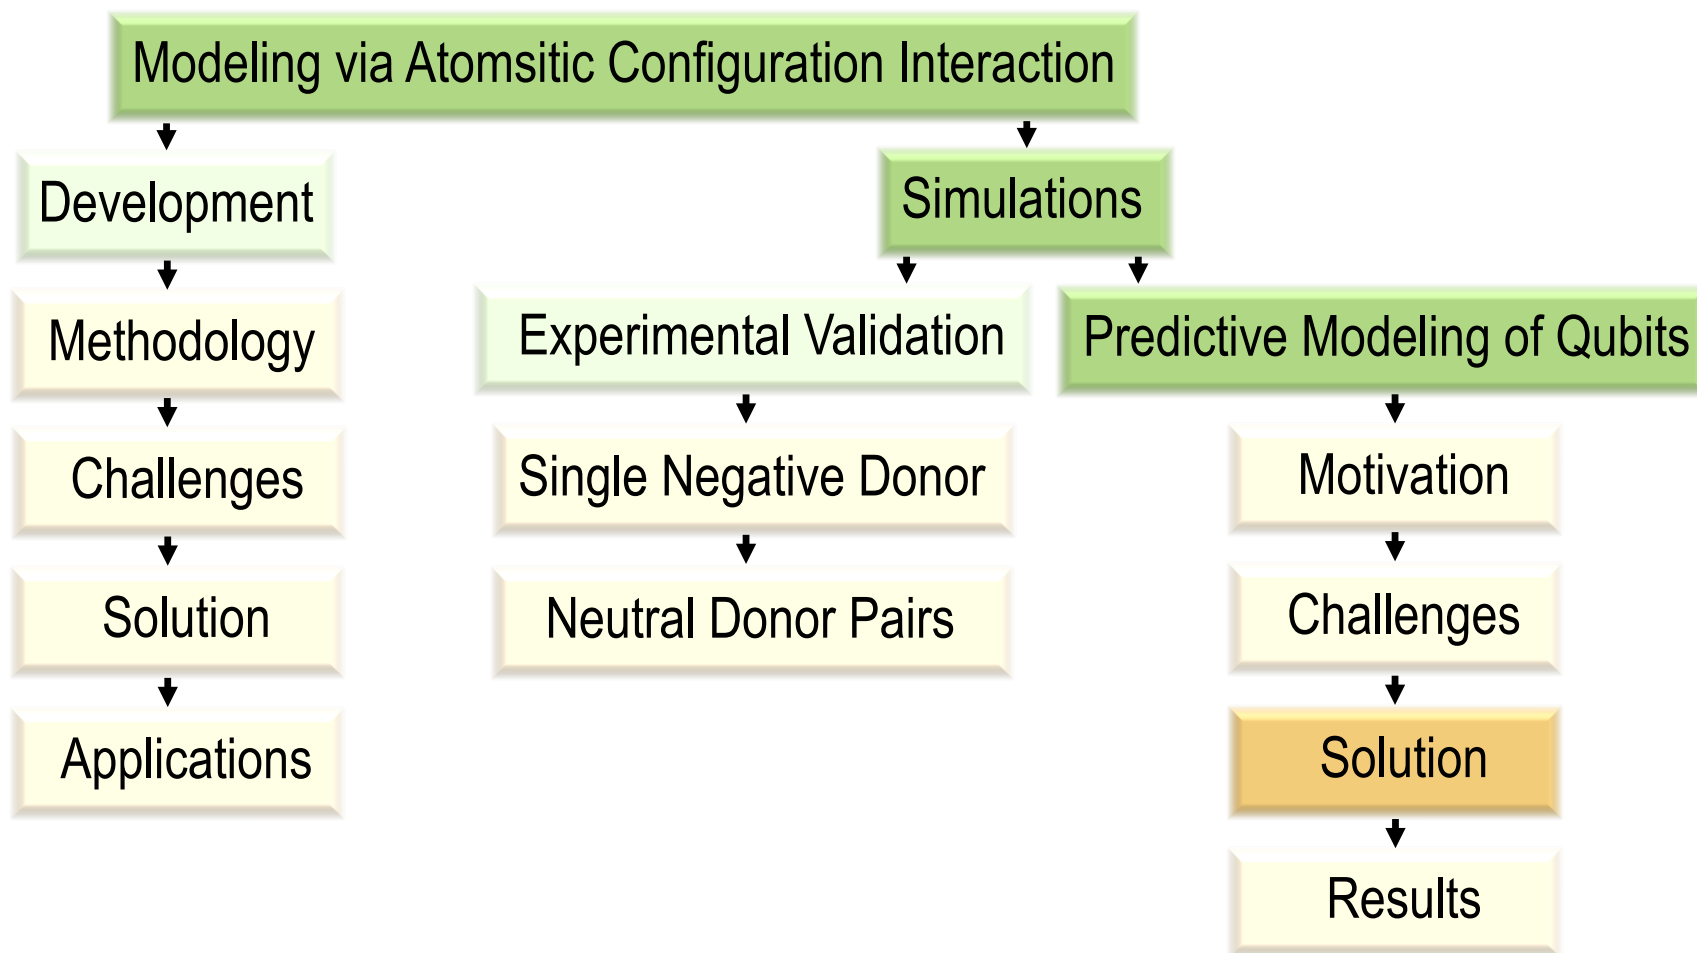 Modeling via Atomsitic Configuration Interaction
Development
Simulations
Methodology
Experimental Validation
Predictive Modeling of Qubits
Challenges
Single Negative Donor
Motivation
Solution
Neutral Donor Pairs
Challenges
Applications
Solution
Results